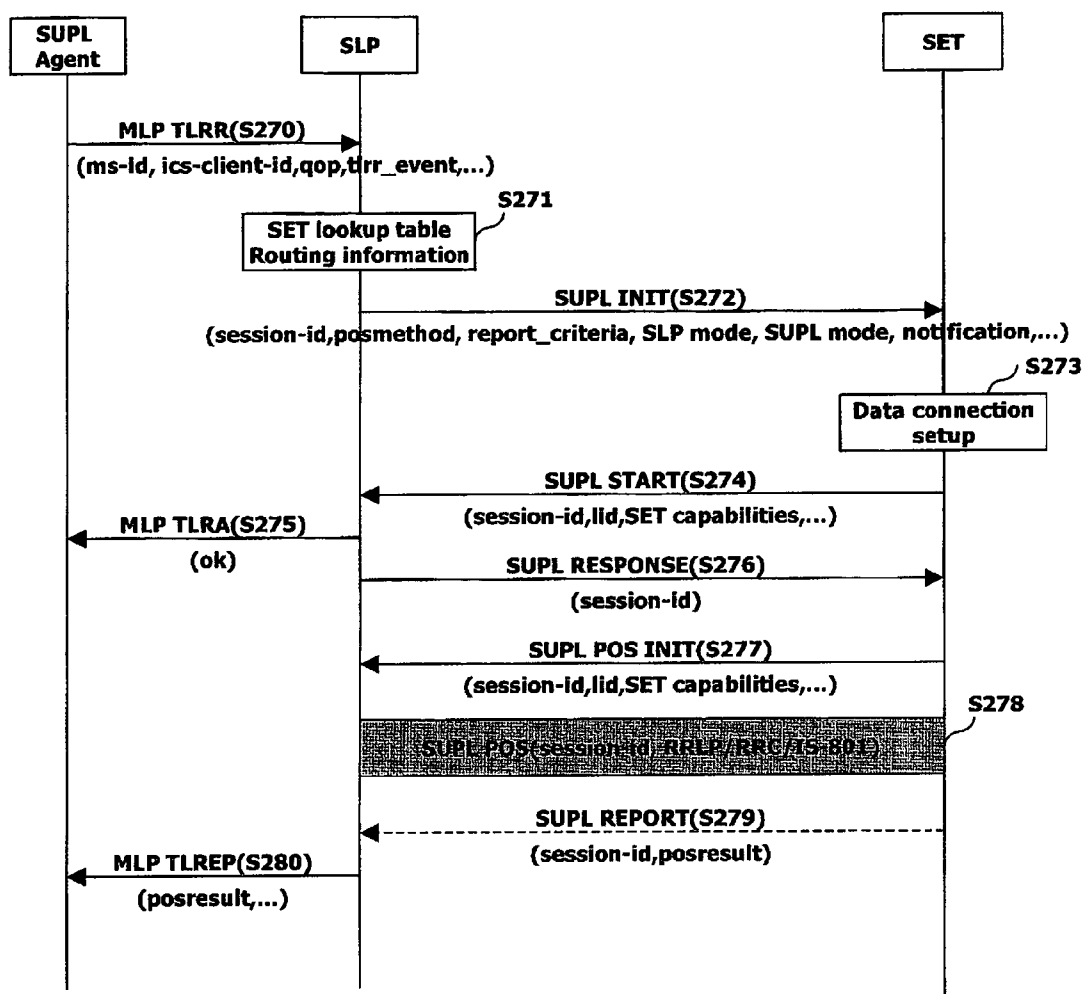 SUPL
Agent
SLP
SET
MLP TLRR(S270)
(ms-id, ics-client-id,qop,tlrr_event,...)
S271
SET lookup table
Routing information
SUPL INIT(S272)
(session-id,posmethod, report_criteria, SLP mode, SUPL mode, notification,...)
S273
Data connection
setup
SUPL START(S274)
(session-id,lid,SET capabilities,...)
MLP TLRA(S275)
(ok)
SUPL RESPONSE(S276)
(session-id)
SUPL POS INIT(S277)
(session-id,lid,SET capabilities,...)
S278
SUPL POS(session-id, RRLP/RRC/IS-801)
SUPL REPORT(S279)
(session-id,posresult)
MLP TLREP(S280)
(posresult,...)